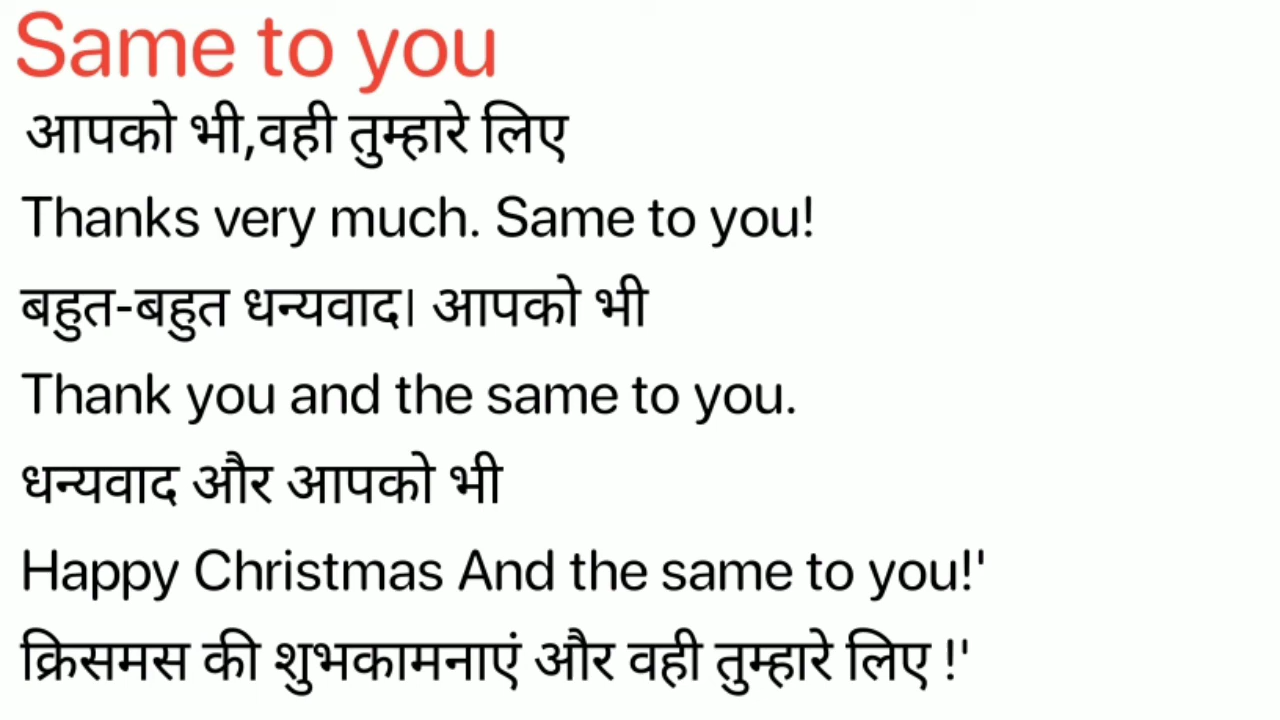 Same to you
आपको भी,वही तुम्हारे लिए
Thanks very much. Same to you!
बहुत-बहुत धन्यवाद। आपको भी
Thank you and the same to you.
धन्यवाद और आपको भी
Happy Christmas And the same to you!'
क्रिसमस की शुभकामनाएं और वही तुम्हारे लिए !'